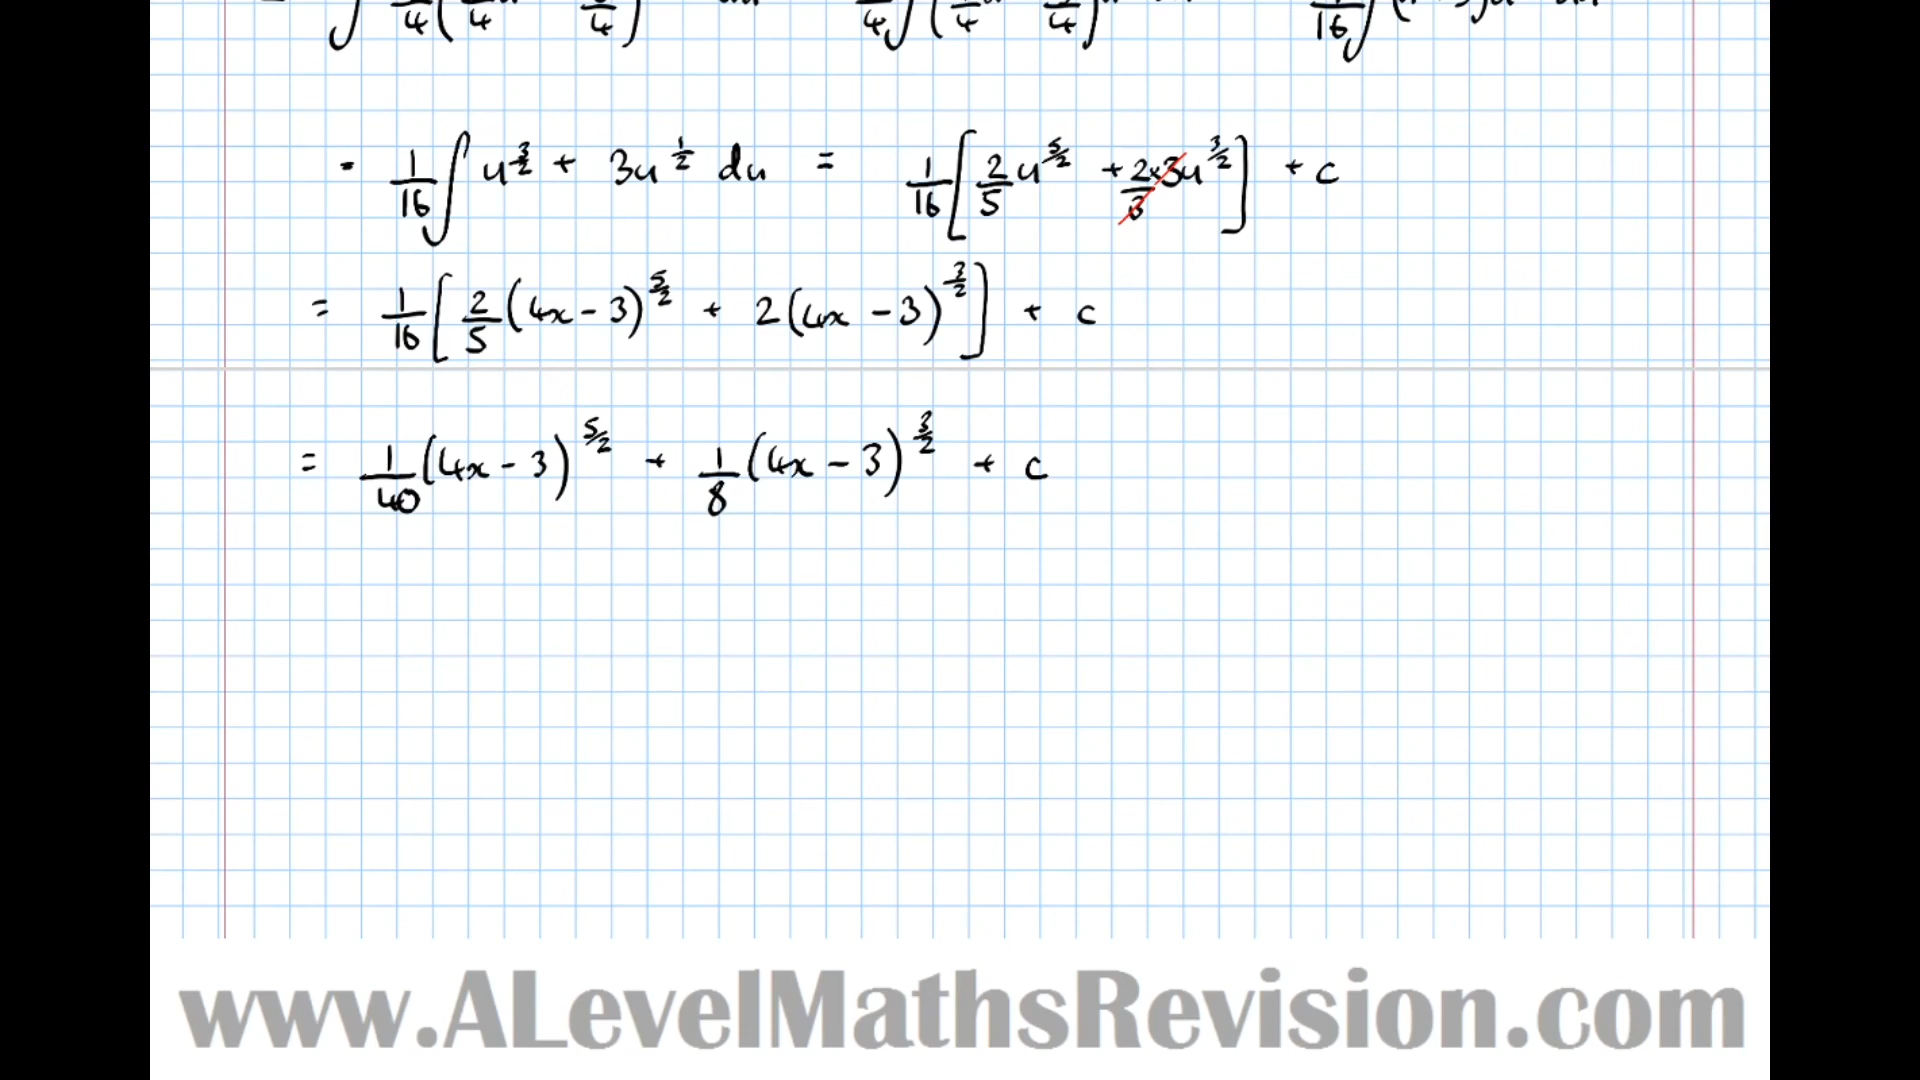 = 1/16 ∫ u^(3/2) + 3u^(1/2) du = 1/16 [ 2/5 u^(5/2) + 2×3/3 u^(3/2) ] + c
= 1/16 [ 2/5 (4x - 3)^(5/2) + 2 (4x - 3)^(3/2) ] + c
= 1/40 (4x - 3)^(5/2) + 1/8 (4x - 3)^(3/2) + c
www.ALevelMathsRevision.com